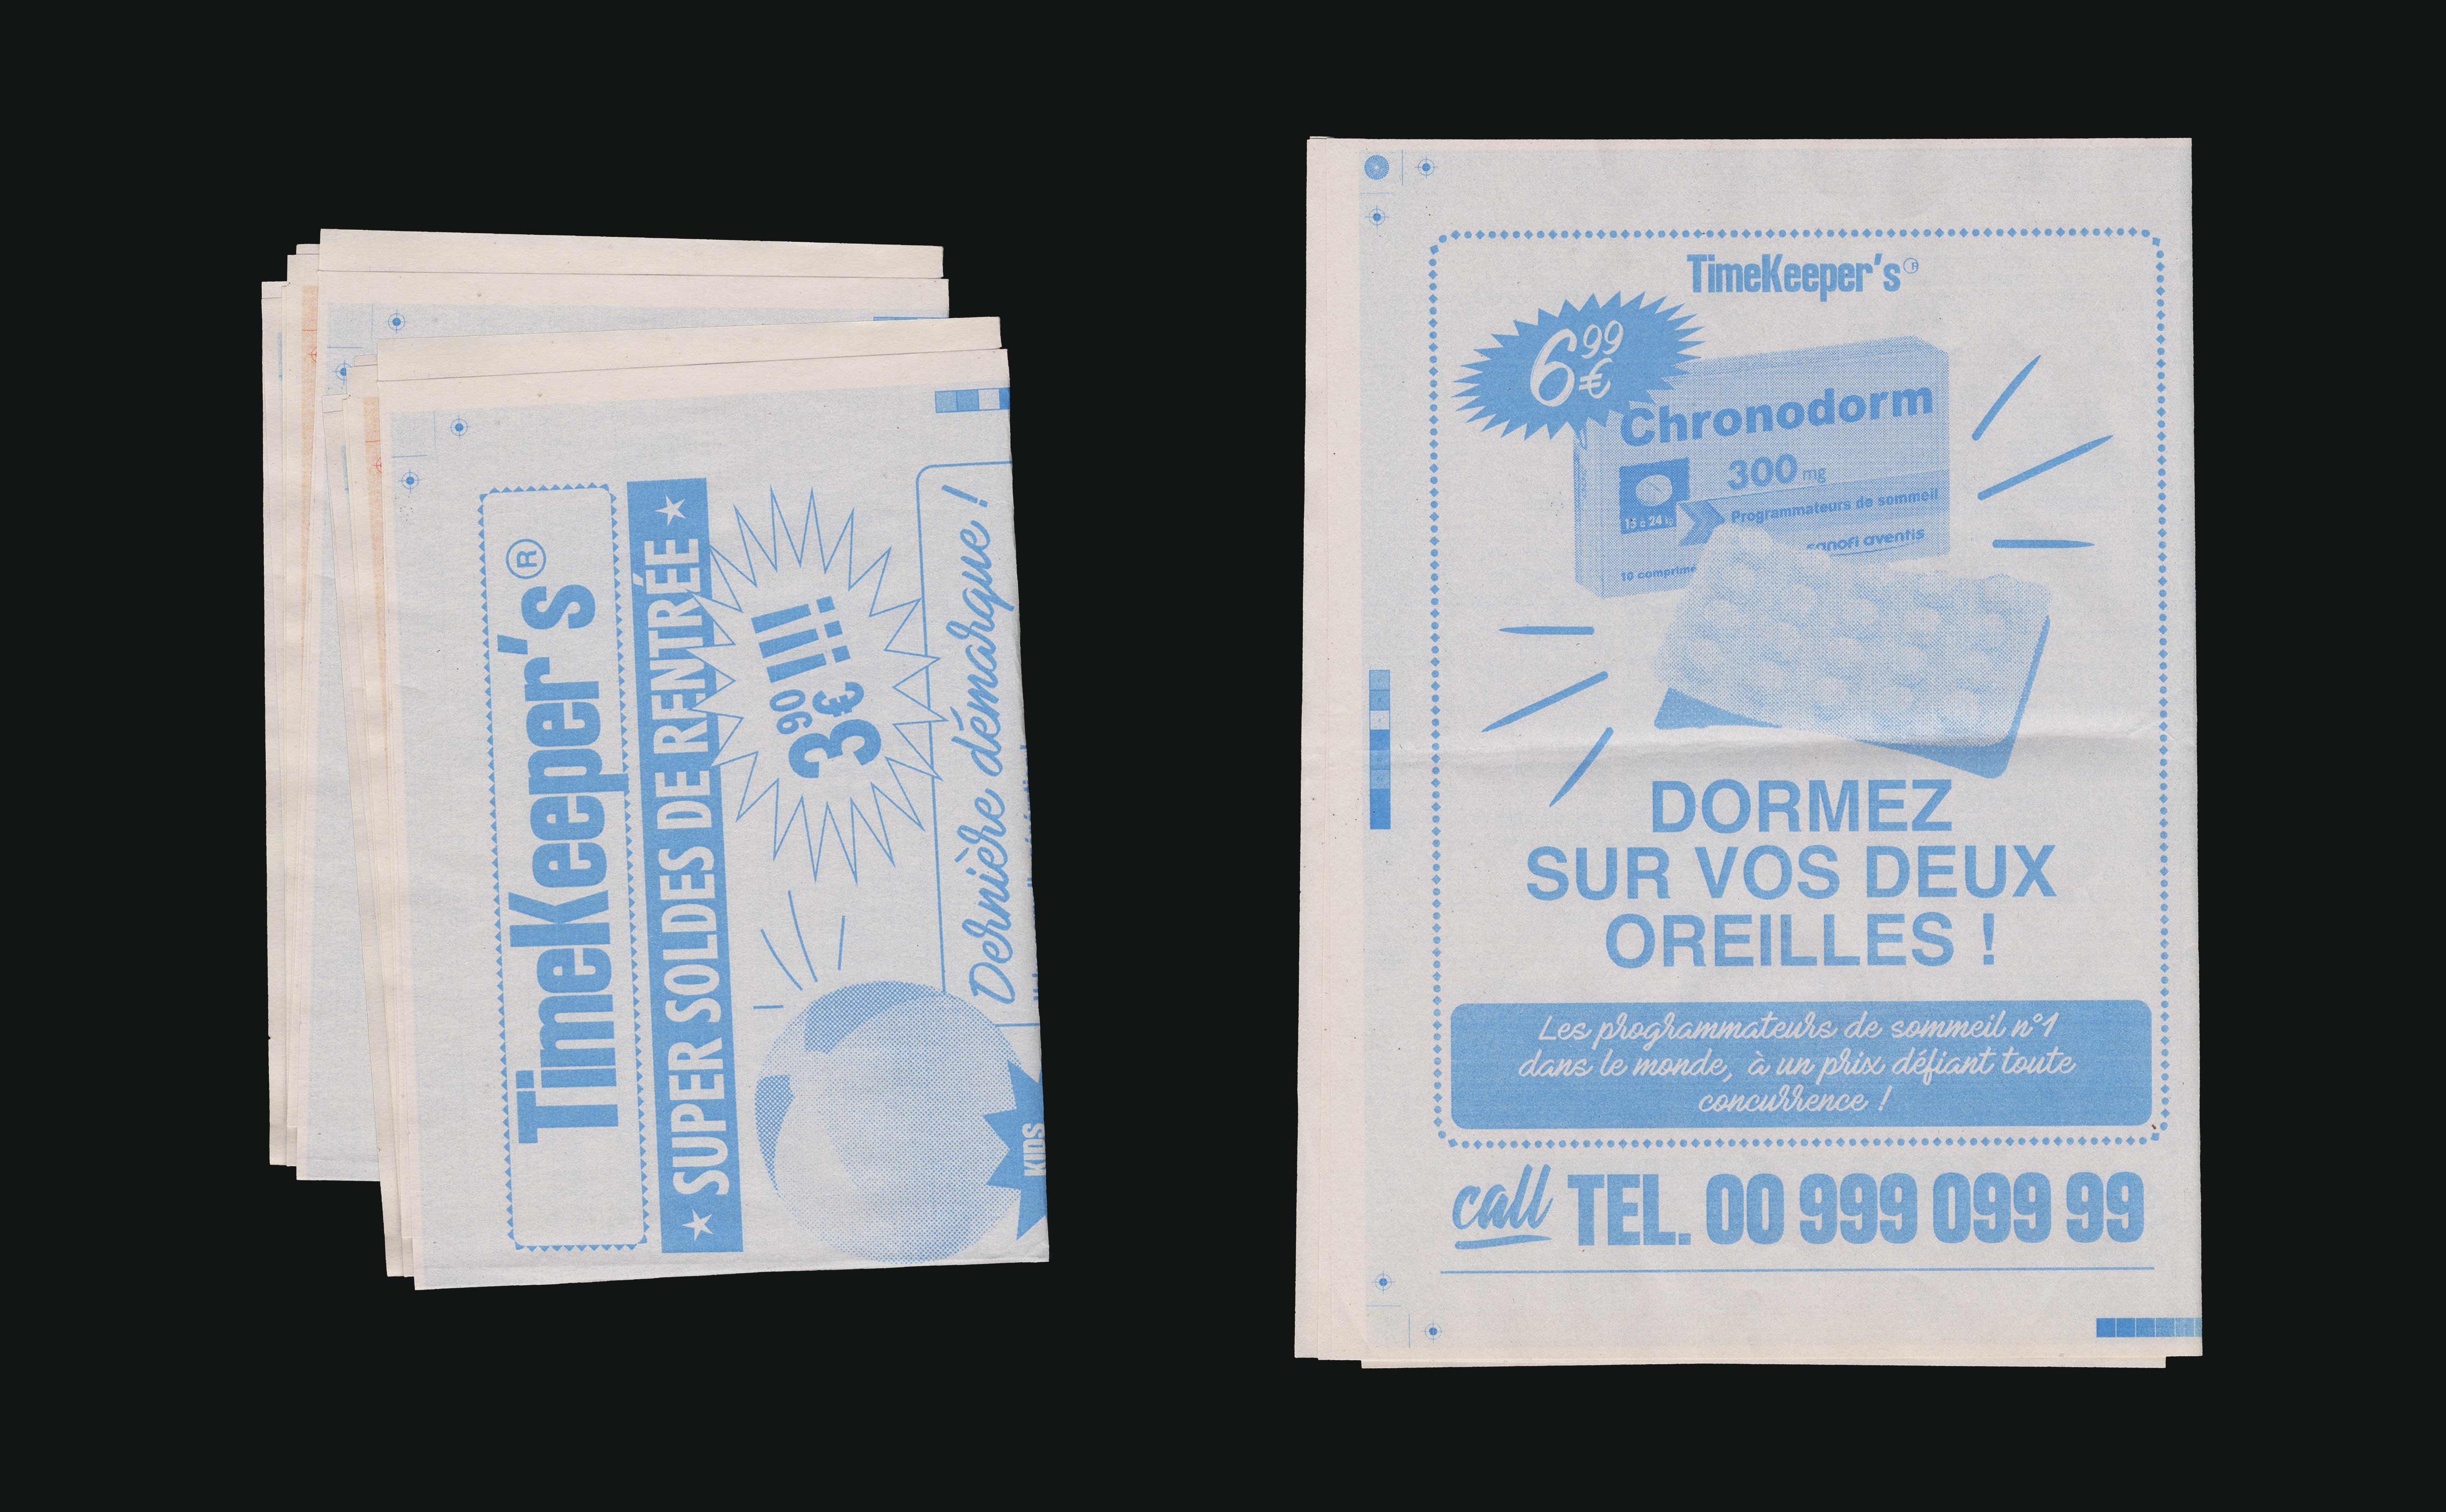 TimeKeeper's®
★ SUPER SOLDES DE RENTRÉE ★
3€90 !!!
Dernière démarque !
KIDS
TimeKeeper's®
6€99
Chronodorm
300 mg
Programmateurs de sommeil
sanofi aventis
10 comprimé
DORMEZ
SUR VOS DEUX
OREILLES !
Les programmateurs de sommeil n°1
dans le monde, à un prix défiant toute
concurrence !
call TEL. 00 999 099 99